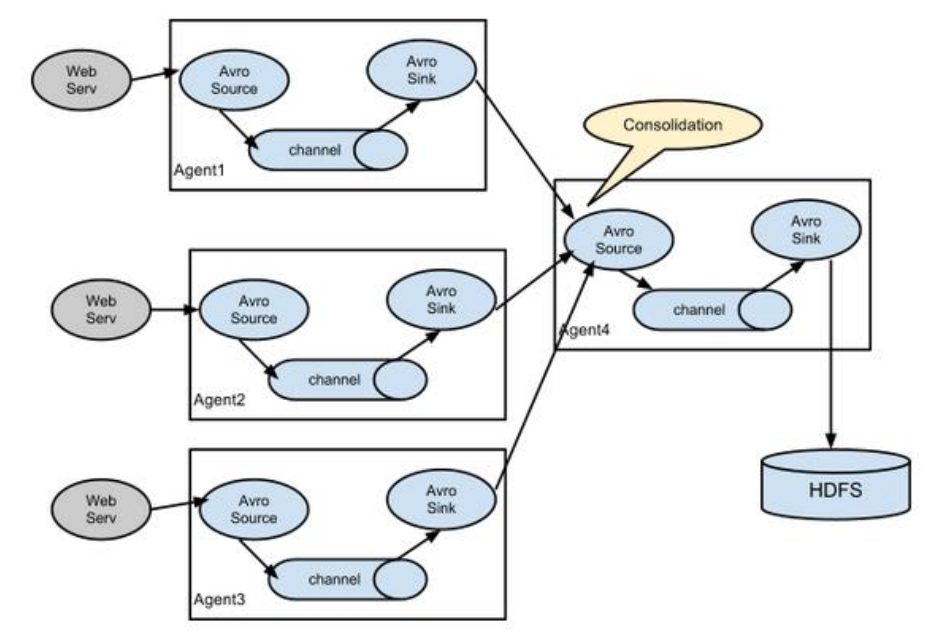 Web
Serv
Avro
Source
Avro
Sink
channel
Agent1
Consolidation
Web
Serv
Avro
Source
Avro
Sink
channel
Agent2
Avro
Source
Avro
Sink
channel
Agent4
Web
Serv
Avro
Source
Avro
Sink
channel
Agent3
HDFS